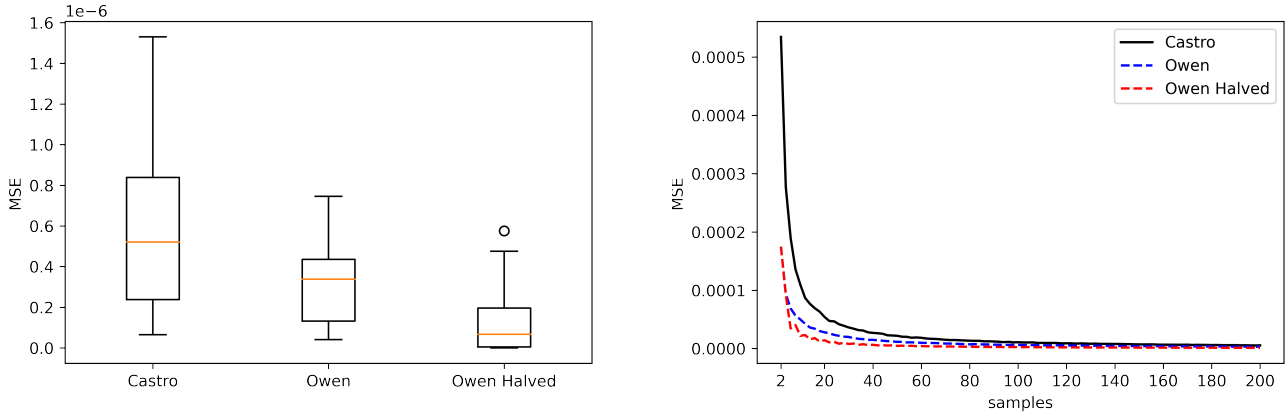 1e−6
1.6
1.4
1.2
1.0
0.8
0.6
0.4
0.2
0.0
MSE
Castro
Owen
Owen Halved
0.0005
0.0004
0.0003
0.0002
0.0001
0.0000
MSE
Castro
Owen
Owen Halved
2 20 40 60 80 100 120 140 160 180 200
samples